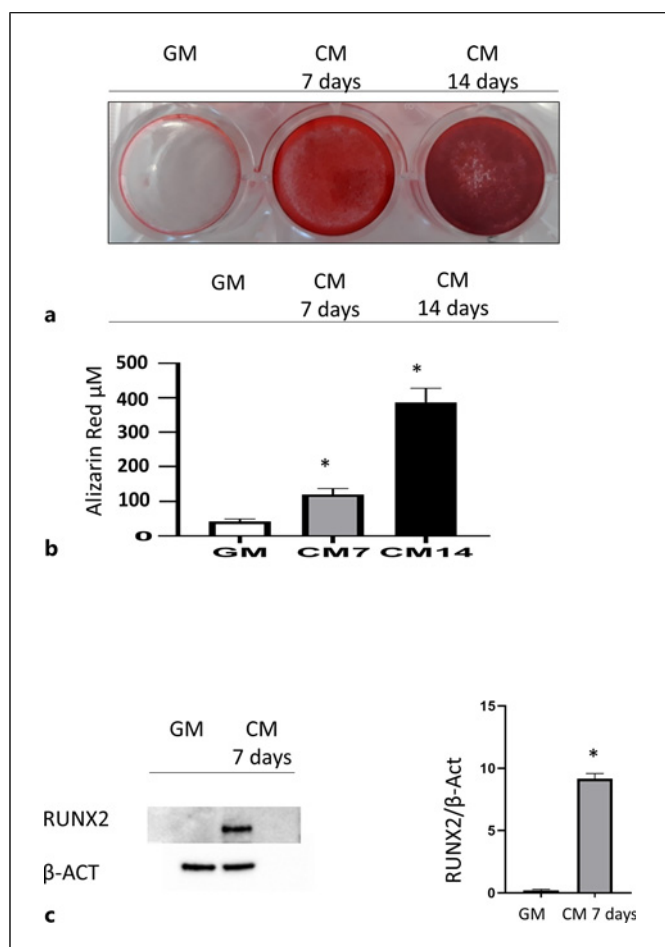 GM CM CM
7 days 14 days
GM CM CM
a 7 days 14 days
Alizarin Red µM
500
400
300
200
100
0
*
*
b GM CM7 CM14
GM CM
7 days
RUNX2
β-ACT
c
RUNX2/β-Act
15
10
5
0
*
GM CM 7 days